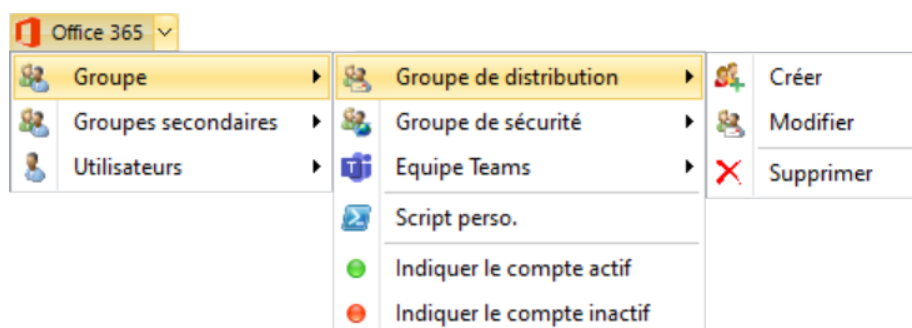 Office 365
Groupe
Groupes secondaires
Utilisateurs
Groupe de distribution
Groupe de sécurité
Equipe Teams
Script perso.
Indiquer le compte actif
Indiquer le compte inactif
Créer
Modifier
Supprimer